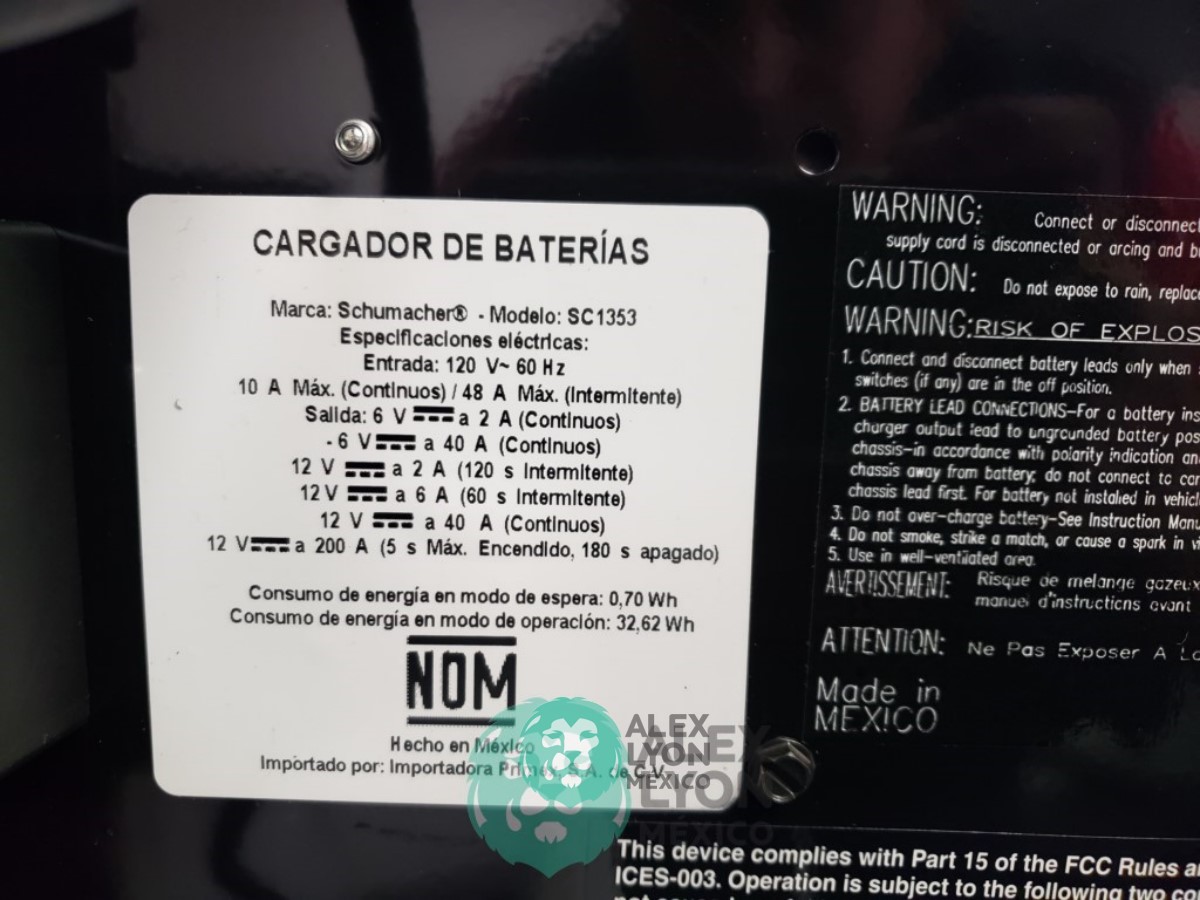 CARGADOR DE BATERÍAS
Marca: Schumacher® - Modelo: SC1353
Especificaciones eléctricas:
Entrada: 120 V~ 60 Hz
10 A Máx. (Continuos) / 48 A Máx. (Intermitente)
Salida: 6 V ⎓ a 2 A (Continuos)
- 6 V ⎓ a 40 A (Continuos)
12 V ⎓ a 2 A (120 s Intermitente)
12V ⎓ a 6 A (60 s Intermitente)
12 V ⎓ a 40 A (Continuos)
12 V ⎓ a 200 A (5 s Máx. Encendido, 180 s apagado)
Consumo de energía en modo de espera: 0,70 Wh
Consumo de energía en modo de operación: 32,62 Wh
NOM
Hecho en México
Importado por: Importadora Primex, S.A. de C.V.
ALEX
LYON
MÉXICO
EY
LYON
MÉXICO
WARNING: Connect or disconnect
supply cord is disconnected or arcing and
CAUTION: Do not expose to rain, replace
WARNING: RISK OF EXPLOS
1. Connect and disconnect battery leads only when
switches (if any) are in the off position.
2. BATTERY LEAD CONNECTIONS-For a battery ins
charger output lead to ungrounded battery pos
chassis-in accordance with polarity indication an
chassis away from battery; do not connect to car
chassis lead first. For battery not installed in vehicl
3. Do not over-charge battery-See Instruction Manu
4. Do not smoke, strike a match, or cause a spark in vi
5. Use in well-ventilated area.
AVERTISSEMENT: Risque de melange gazeux
manuel d'instructions avant
ATTENTION: Ne Pas Exposer A La
Made in
MEXICO
This device complies with Part 15 of the FCC Rules a
ICES-003. Operation is subject to the following two co